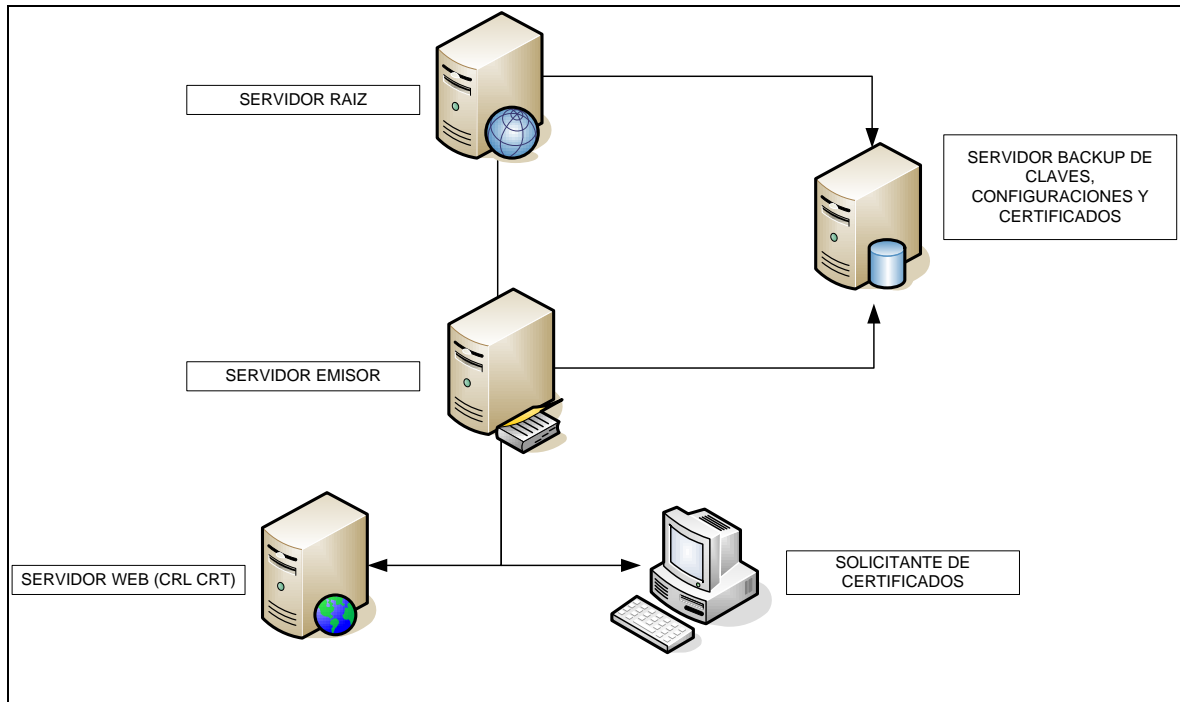 SERVIDOR RAIZ
SERVIDOR BACKUP DE
CLAVES,
CONFIGURACIONES Y
CERTIFICADOS
SERVIDOR EMISOR
SERVIDOR WEB (CRL CRT)
SOLICITANTE DE
CERTIFICADOS